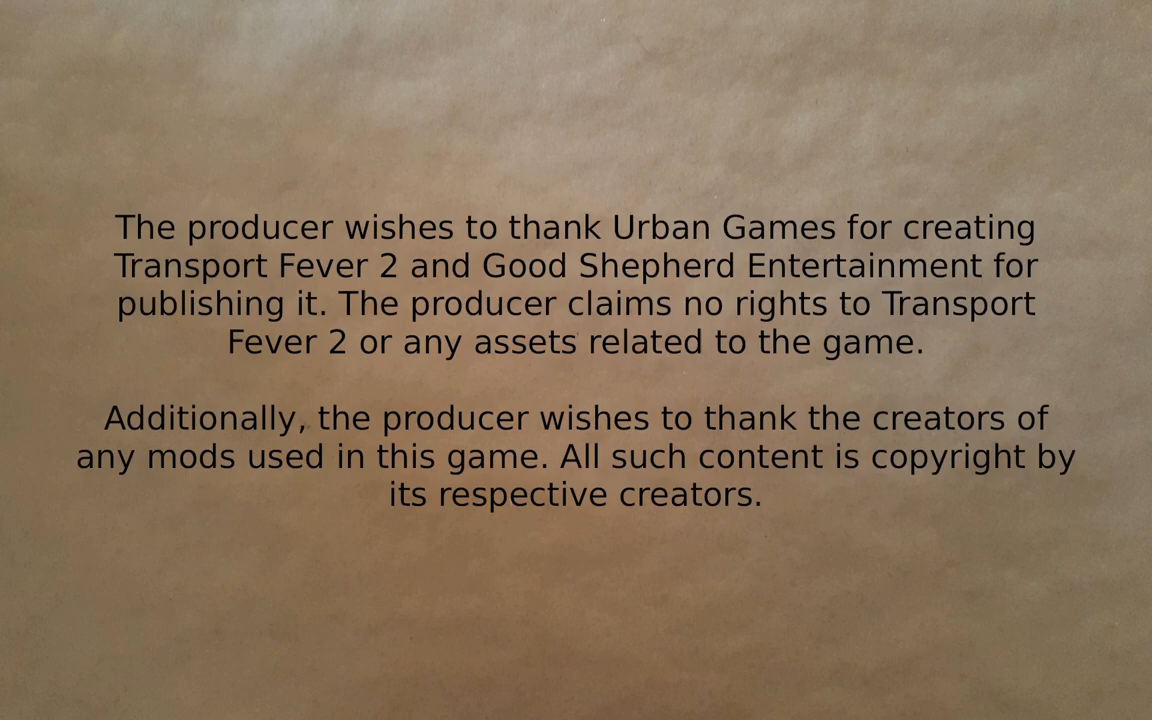 The producer wishes to thank Urban Games for creating
Transport Fever 2 and Good Shepherd Entertainment for
publishing it. The producer claims no rights to Transport
Fever 2 or any assets related to the game.
Additionally, the producer wishes to thank the creators of
any mods used in this game. All such content is copyright by
its respective creators.